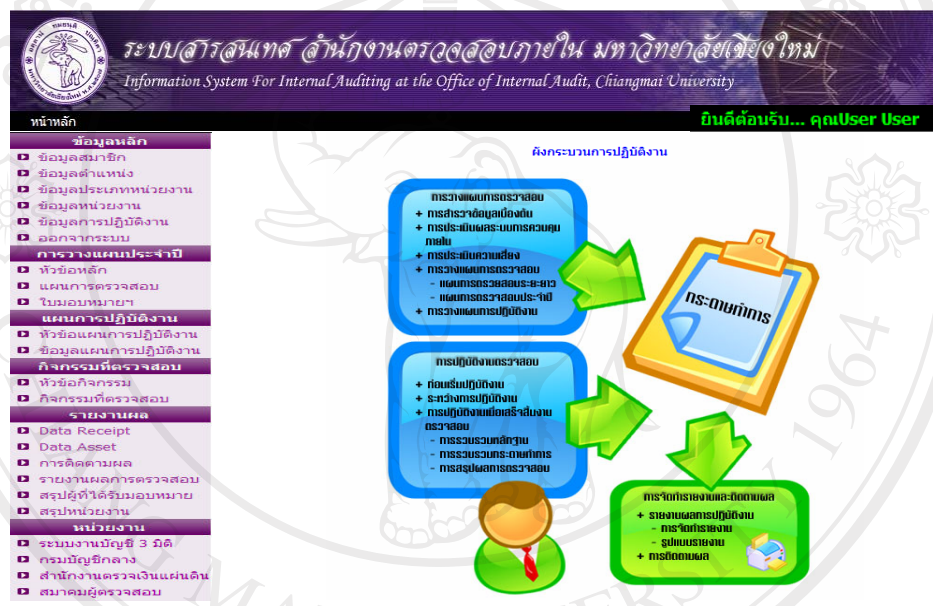 ระบบสารสนเทศ สำนักงานตรวจสอบภายใน มหาวิทยาลัยเชียงใหม่
Information System For Internal Auditing at the Office of Internal Audit, Chiangmai University
หน้าหลัก
ยินดีต้อนรับ... คุณUser User
ข้อมูลหลัก
ข้อมูลสมาชิก
ข้อมูลตำแหน่ง
ข้อมูลประเภทหน่วยงาน
ข้อมูลหน่วยงาน
ข้อมูลการปฏิบัติงาน
ออกจากระบบ
การวางแผนประจำปี
หัวข้อหลัก
แผนการตรวจสอบ
ใบมอบหมายฯ
แผนการปฏิบัติงาน
หัวข้อแผนการปฏิบัติงาน
ข้อมูลแผนการปฏิบัติงาน
กิจกรรมที่ตรวจสอบ
หัวข้อกิจกรรม
กิจกรรมที่ตรวจสอบ
รายงานผล
Data Receipt
Data Asset
การติดตามผล
รายงานผลการตรวจสอบ
สรุปผู้ที่ได้รับมอบหมาย
สรุปหน่วยงาน
หน่วยงาน
ระบบงานบัญชี 3 มิติ
กรมบัญชีกลาง
สำนักงานตรวจเงินแผ่นดิน
สมาคมผู้ตรวจสอบ
ผังกระบวนการปฏิบัติงาน
การวางแผนการตรวจสอบ
+ การสำรวจข้อมูลเบื้องต้น
+ การประเมินผลระบบการควบคุม
ภายใน
+ การประเมินความเสี่ยง
+ การวางแผนการตรวจสอบ
- แผนการตรวยสอบระยะยาว
- แผนการตรวจสอบประจำปี
+ การวางแผนการปฏิบัติงาน
กระดาษทำการ
การปฏิบัติงานตรวจสอบ
+ ก่อนเริ่มปฏิบัติงาน
+ ระหว่างการปฏิบัติงาน
+ การปฏิบัติงานเมื่อเสร็จสิ้นงาน
ตรวจสอบ
- การรวบรวมหลักฐาน
- การรวบรวมกระดาษทำการ
- การสรุปผลการตรวจสอบ
การจัดทำรายงานและติดตามผล
+ รายงานผลการปฏิบัติงาน
- การจัดทำรายงาน
- รูปแบบรายงาน
+ การติดตามผล